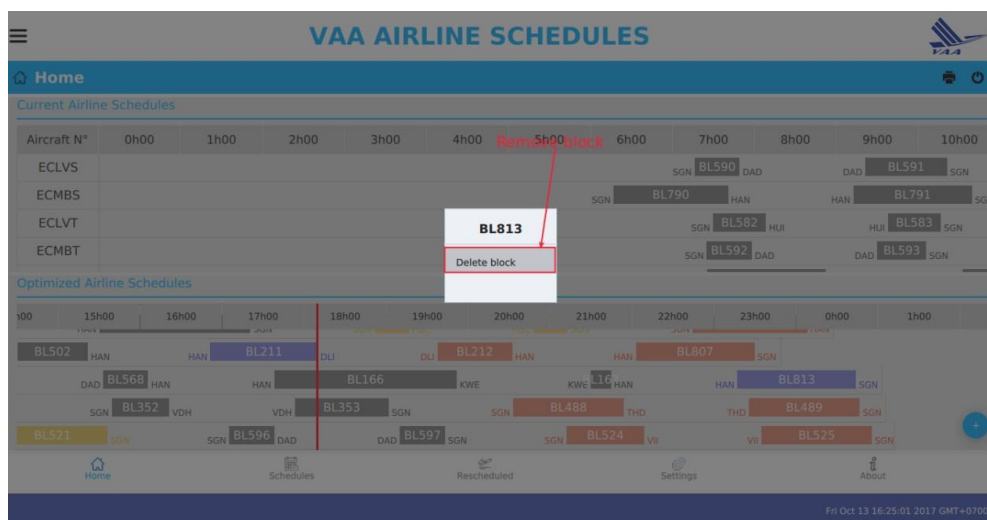 VAA AIRLINE SCHEDULES
VAA
Home
Current Airline Schedules
Aircraft N° 0h00 1h00 2h00 3h00 4h00 5h00 6h00 7h00 8h00 9h00 10h00
Remove block
ECLVS SGN BL590 DAD DAD BL591 SGN
ECMBS SGN BL790 HAN HAN BL791 SG
ECLVT SGN BL582 HUI HUI BL583 SGN
ECMBT SGN BL592 DAD DAD BL593 SGN
BL813
Delete block
Optimized Airline Schedules
h00 15h00 16h00 17h00 18h00 19h00 20h00 21h00 22h00 23h00 0h00 1h00
BL502 HAN HAN BL211 DLI DLI BL212 HAN HAN BL807 SGN
DAD BL568 HAN HAN BL166 KWE KWE L16 HAN HAN BL813 SGN
SGN BL352 VDH VDH BL353 SGN SGN BL488 THD THD BL489 SGN
BL521 SGN SGN BL596 DAD DAD BL597 SGN SGN BL524 VII VII BL525 SGN
+
Home Schedules Rescheduled Settings About
Fri Oct 13 16:25:01 2017 GMT+0700